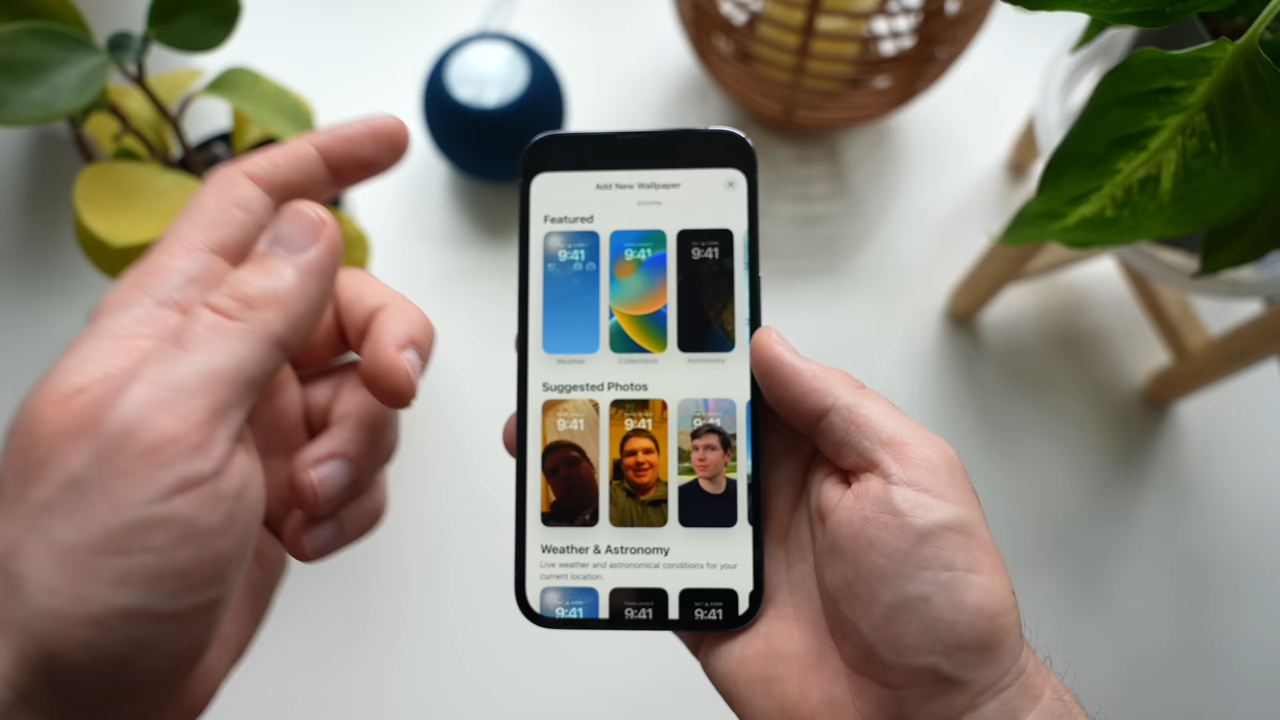 Add New Wallpaper
Shuffle
Featured
9:41
9:41
9:41
Weather
Collections
Astronomy
Suggested Photos
9:41
9:41
9:41
Weather & Astronomy
Live weather and astronomical conditions for your
current location.
9:41
9:41
9:41